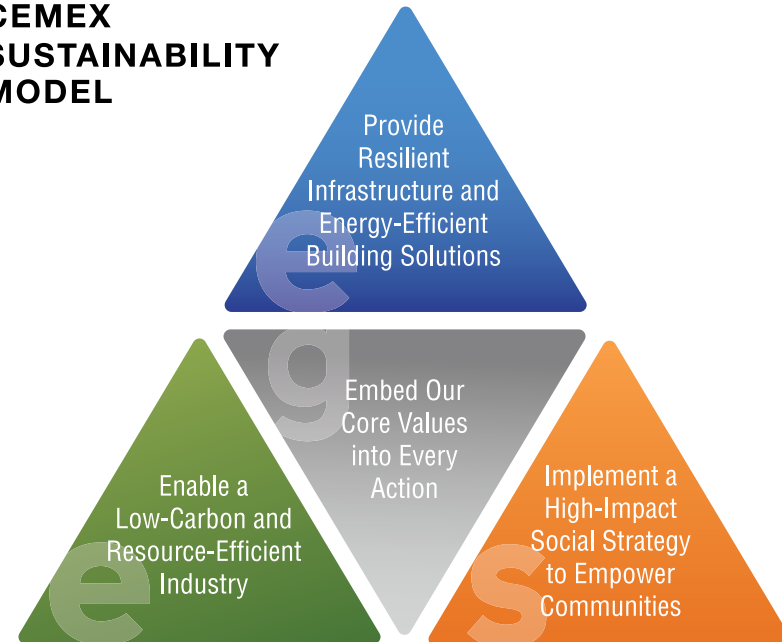 CEMEX
SUSTAINABILITY
MODEL
Provide
Resilient
Infrastructure and
Energy-Efficient
Building Solutions
e
g
Embed Our
Core Values
into Every
Action
Enable a
Low-Carbon and
Resource-Efficient
Industry
e
Implement a
High-Impact
Social Strategy
to Empower
Communities
s